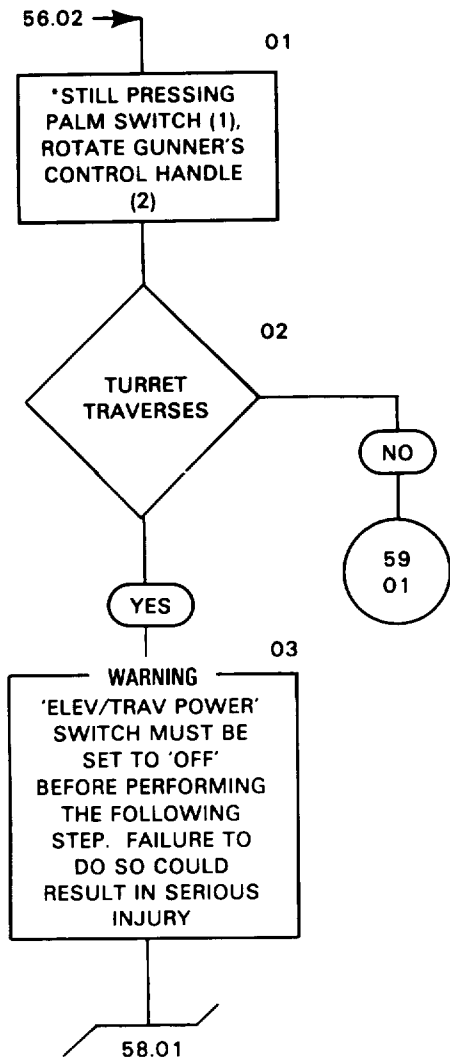 56.02
01
*STILL PRESSING
PALM SWITCH (1),
ROTATE GUNNER'S
CONTROL HANDLE
(2)
02
TURRET
TRAVERSES
NO
59
01
YES
03
WARNING
'ELEV/TRAV POWER'
SWITCH MUST BE
SET TO 'OFF'
BEFORE PERFORMING
THE FOLLOWING
STEP. FAILURE TO
DO SO COULD
RESULT IN SERIOUS
INJURY
58.01